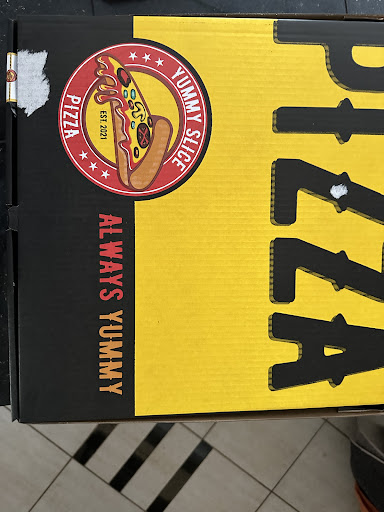 YUMMY SLICE
EST. 2021
PIZZA
ALWAYS YUMMY
PIZZA